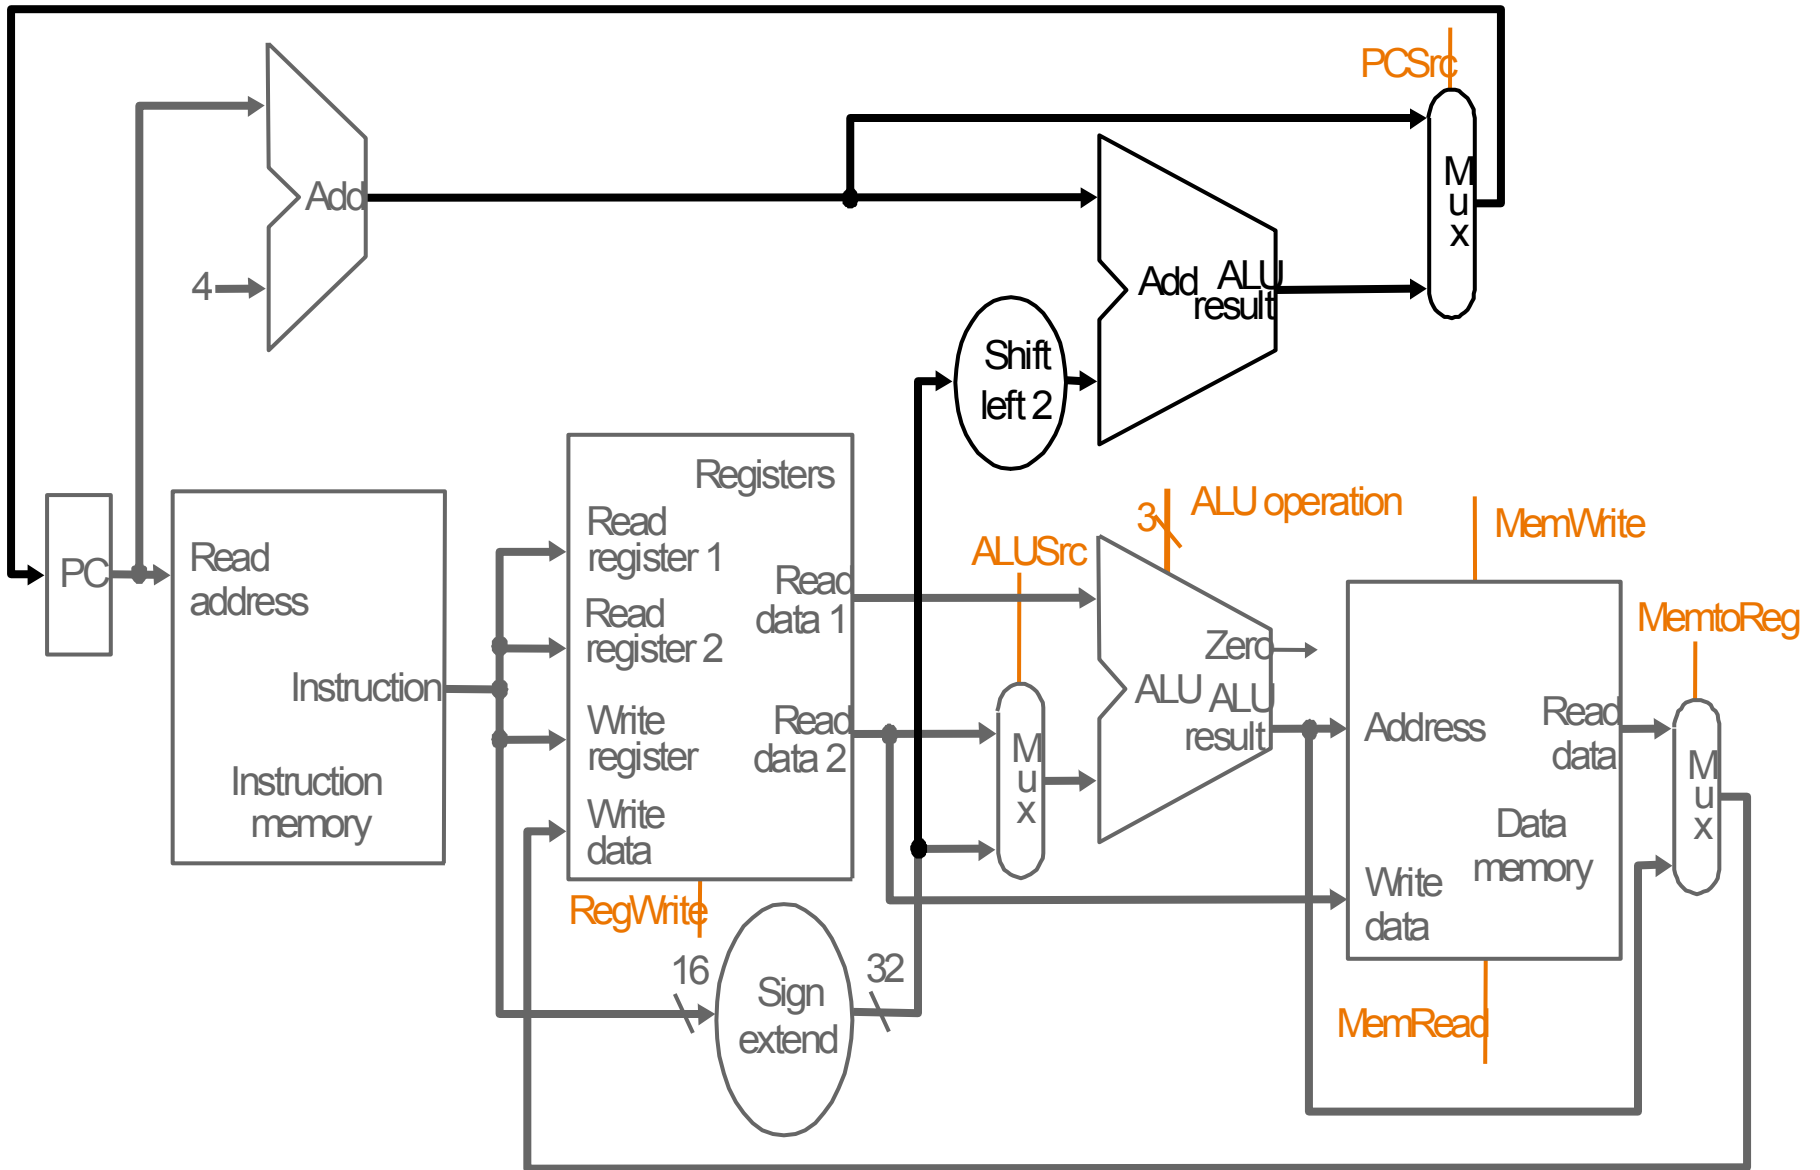 PCSrc
M
u
x
Add
4
Add
ALU
result
Shift
left 2
Registers
Read
register 1
Read
data 1
Read
register 2
Write
register
Read
data 2
Write
data
RegWrite
PC
Read
address
Instruction
Instruction
memory
16
Sign
extend
32
ALUSrc
M
u
x
3
ALU operation
Zero
ALU
ALU
result
MemWrite
Address
Read
data
Data
memory
Write
data
MemRead
MemtoReg
M
u
x